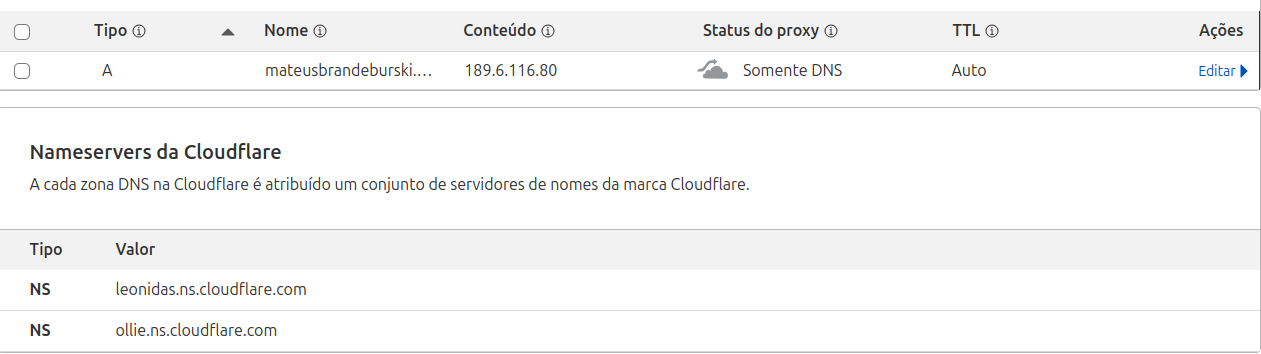 Tipo Nome Conteúdo Status do proxy TTL Ações
A mateusbrandeburski.... 189.6.116.80 Somente DNS Auto Editar
Nameservers da Cloudflare
A cada zona DNS na Cloudflare é atribuído um conjunto de servidores de nomes da marca Cloudflare.
Tipo Valor
NS leonidas.ns.cloudflare.com
NS ollie.ns.cloudflare.com